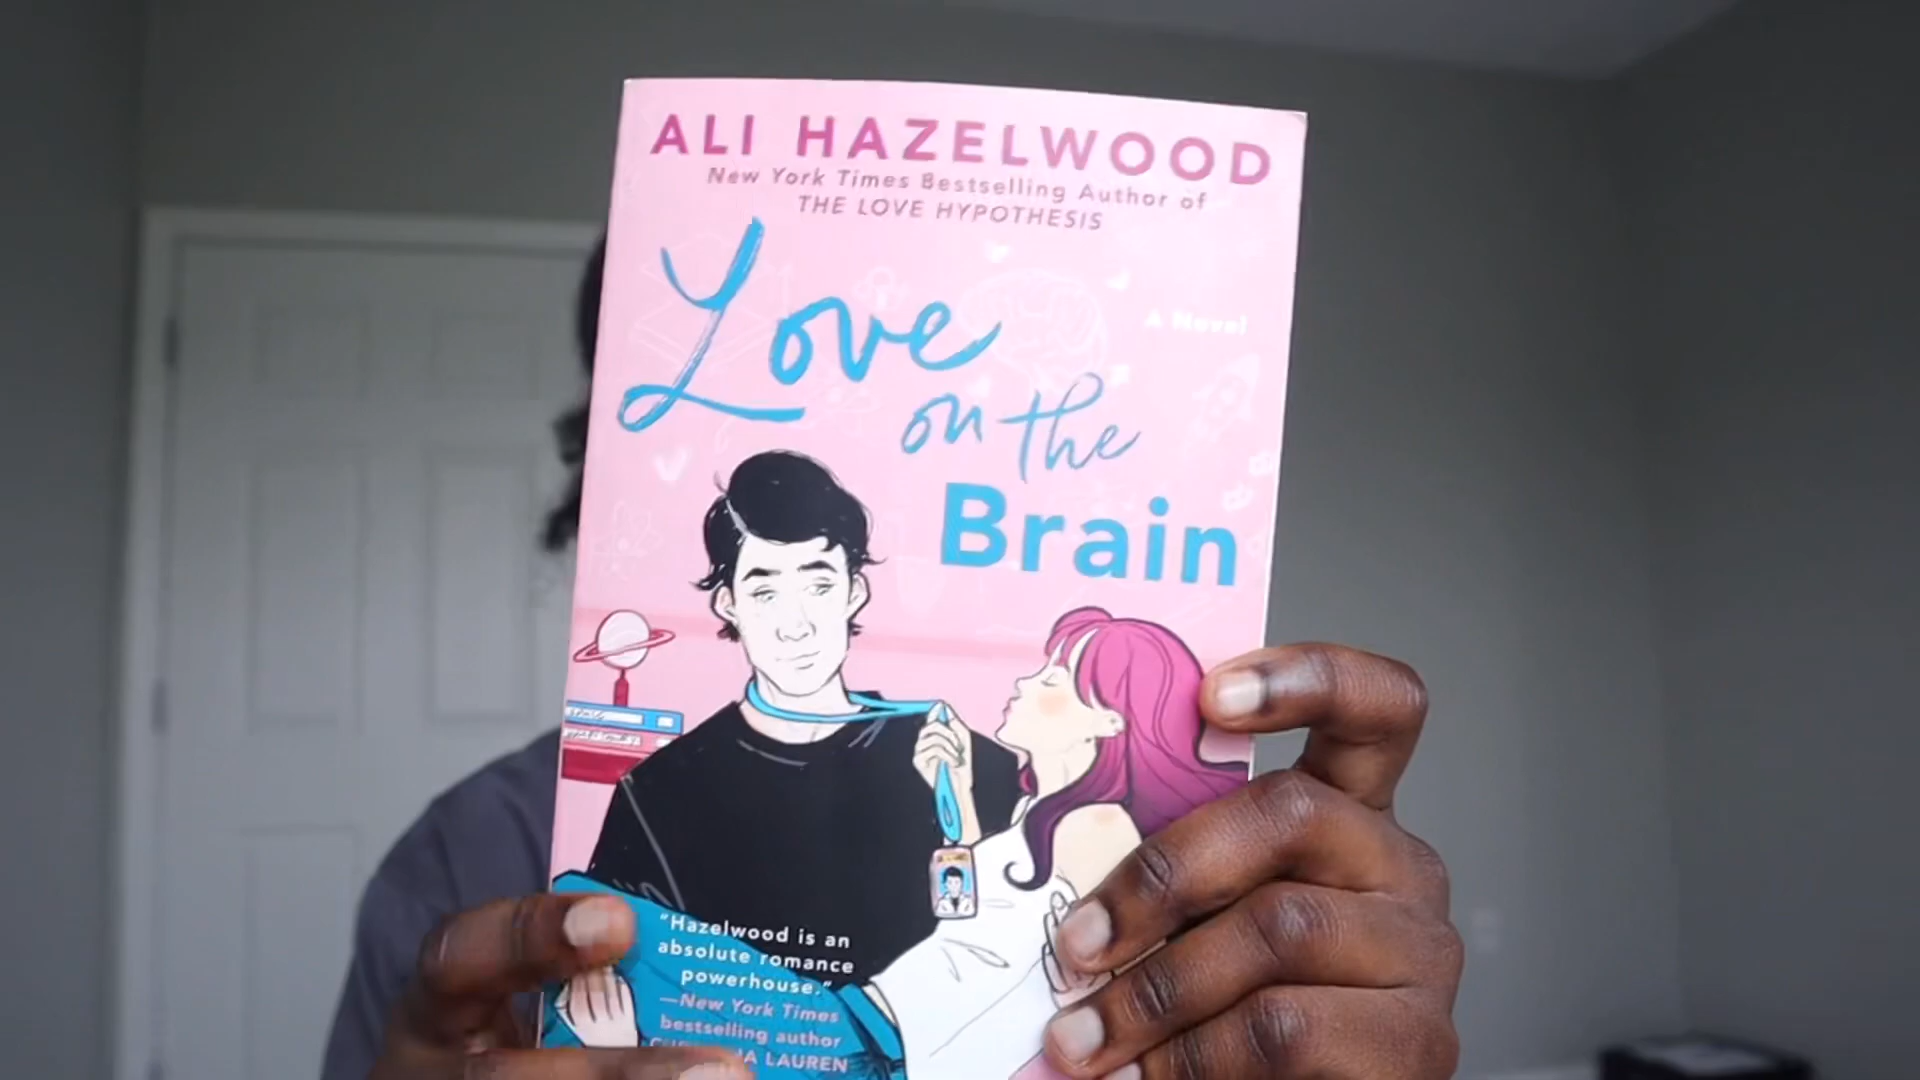 ALI HAZELWOOD
New York Times Bestselling Author of
THE LOVE HYPOTHESIS
Love
A Novel
on the
Brain
"Hazelwood is an
absolute romance
powerhouse."
—New York Times
bestselling author
LAUREN